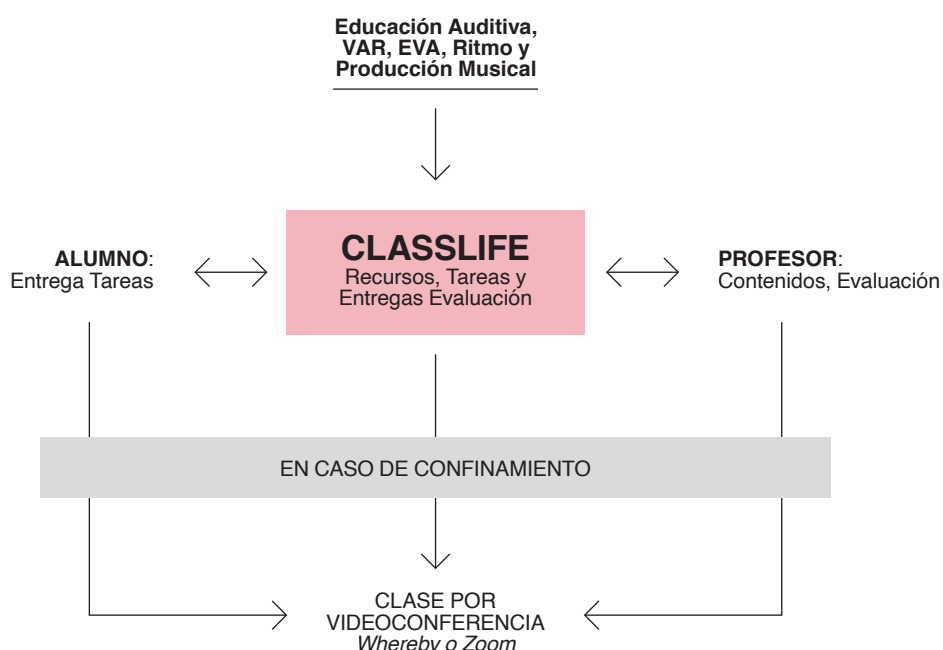 Educación Auditiva,
VAR, EVA, Ritmo y
Producción Musical
CLASSLIFE
Recursos, Tareas y
Entregas Evaluación
ALUMNO:
Entrega Tareas
PROFESOR:
Contenidos, Evaluación
EN CASO DE CONFINAMIENTO
CLASE POR
VIDEOCONFERENCIA
Whereby o Zoom